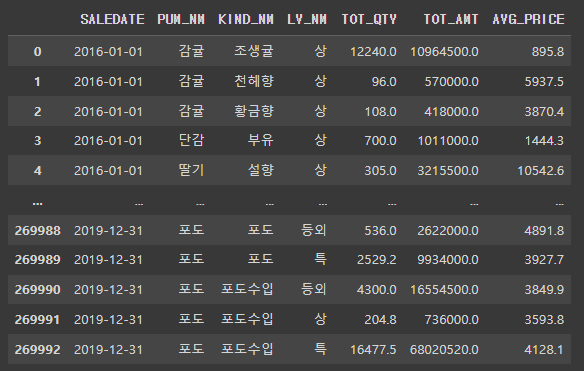 SALEDATE PUM_NM KIND_NM LV_NM TOT_QTY TOT_AMT AVG_PRICE
0 2016-01-01 감귤 조생귤 상 12240.0 10964500.0 895.8
1 2016-01-01 감귤 천혜향 상 96.0 570000.0 5937.5
2 2016-01-01 감귤 황금향 상 108.0 418000.0 3870.4
3 2016-01-01 단감 부유 상 700.0 1011000.0 1444.3
4 2016-01-01 딸기 설향 상 305.0 3215500.0 10542.6
... ... ... ... ... ... ... ...
269988 2019-12-31 포도 포도 등외 536.0 2622000.0 4891.8
269989 2019-12-31 포도 포도 특 2529.2 9934000.0 3927.7
269990 2019-12-31 포도 포도수입 등외 4300.0 16554500.0 3849.9
269991 2019-12-31 포도 포도수입 상 204.8 736000.0 3593.8
269992 2019-12-31 포도 포도수입 특 16477.5 68020520.0 4128.1